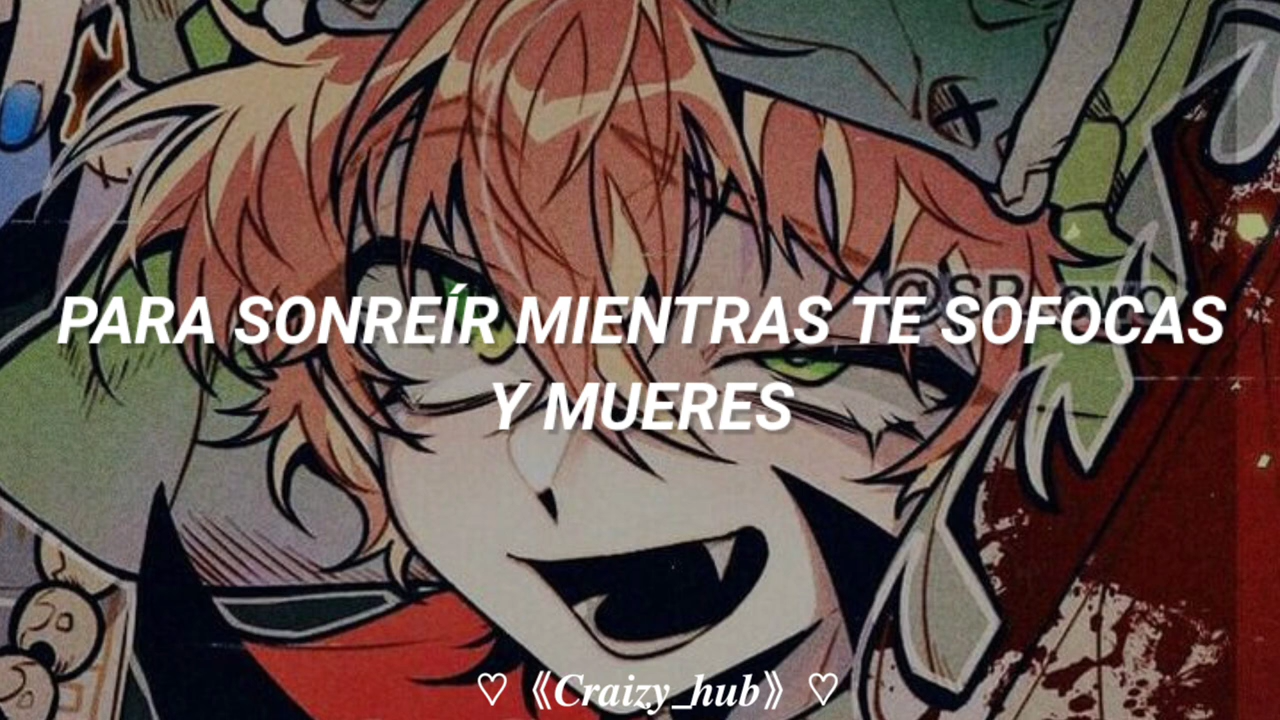 PARA SONREÍR MIENTRAS TE SOFOCAS
Y MUERES
♡《Craizy_hub》♡